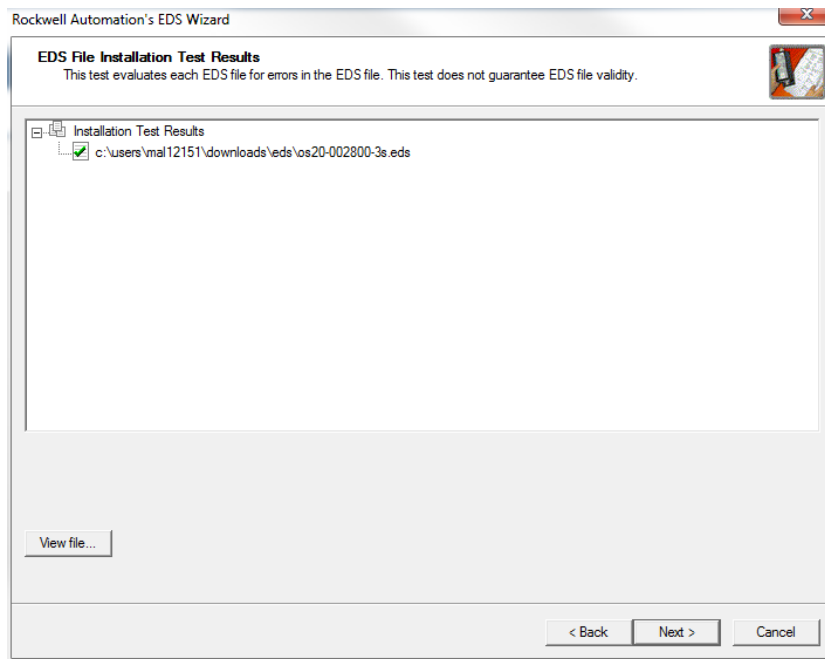 Rockwell Automation's EDS Wizard
EDS File Installation Test Results
This test evaluates each EDS file for errors in the EDS file. This test does not guarantee EDS file validity.
Installation Test Results
c:\users\mal12151\downloads\eds\os20-002800-3s.eds
View file...
< Back Next > Cancel